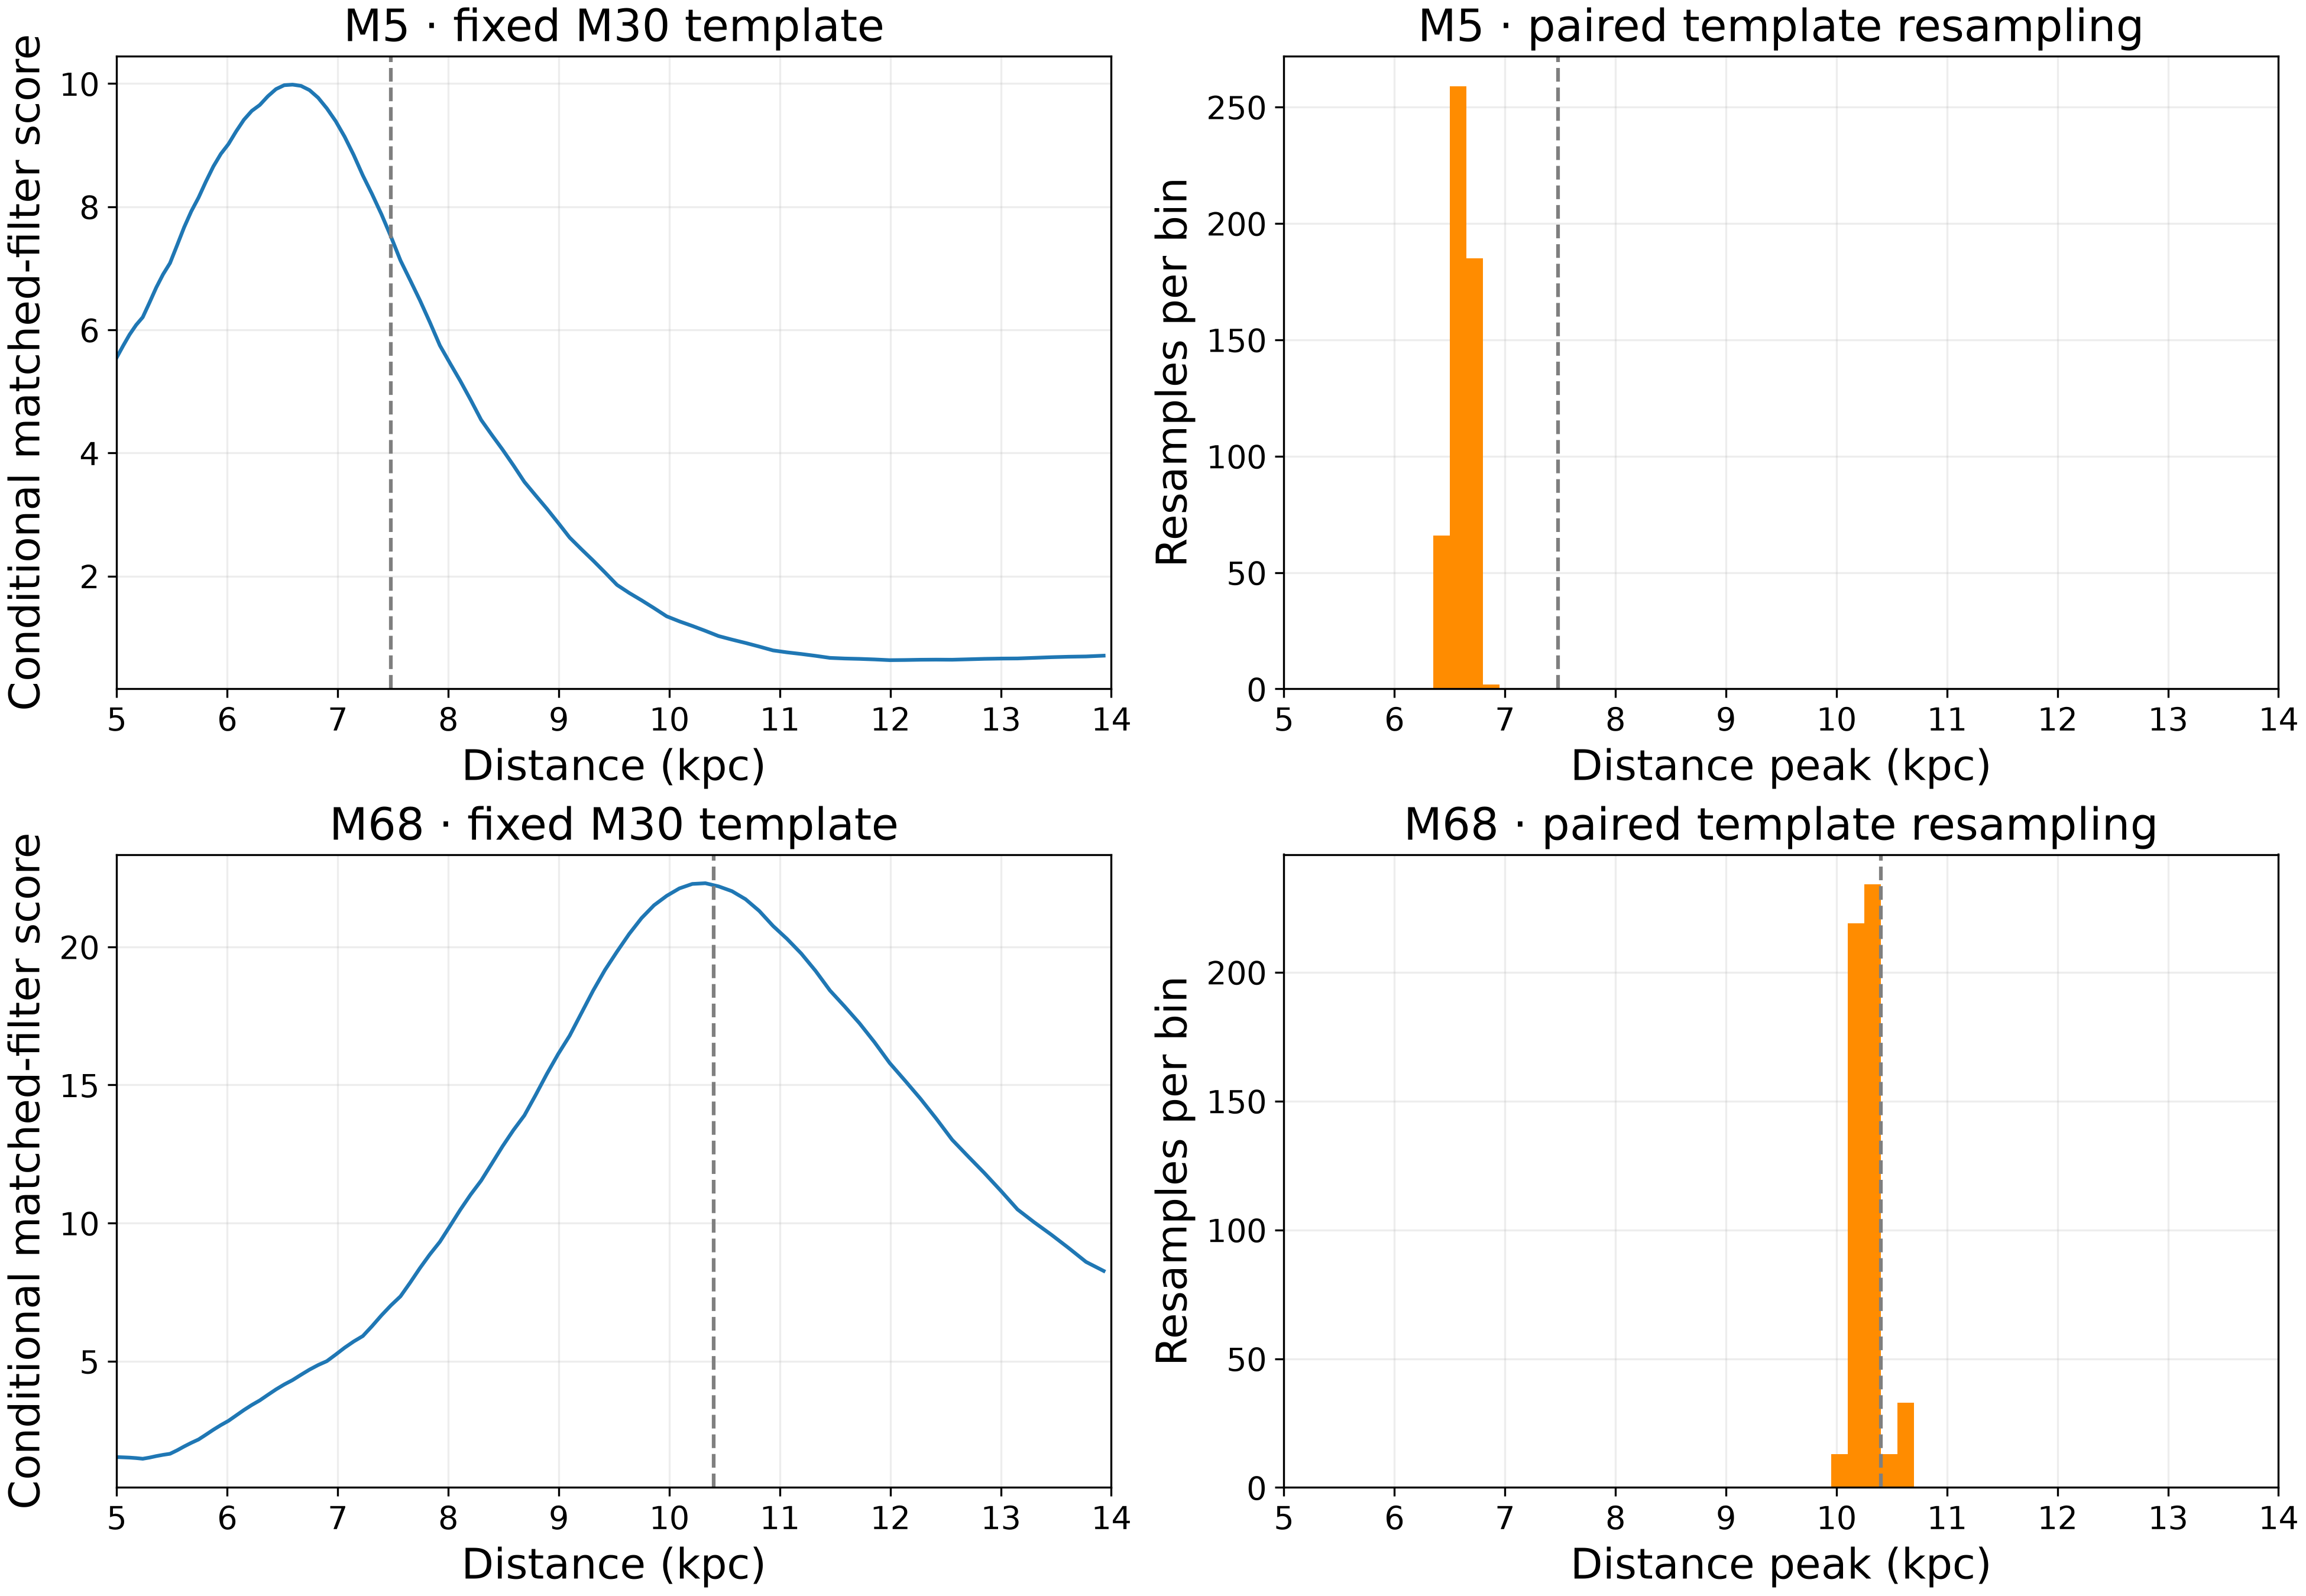 M5 · fixed M30 template
Conditional matched-filter score
10
8
6
4
2
5 6 7 8 9 10 11 12 13 14
Distance (kpc)
M5 · paired template resampling
Resamples per bin
250
200
150
100
50
0
5 6 7 8 9 10 11 12 13 14
Distance peak (kpc)
M68 · fixed M30 template
Conditional matched-filter score
20
15
10
5
5 6 7 8 9 10 11 12 13 14
Distance (kpc)
M68 · paired template resampling
Resamples per bin
200
150
100
50
0
5 6 7 8 9 10 11 12 13 14
Distance peak (kpc)